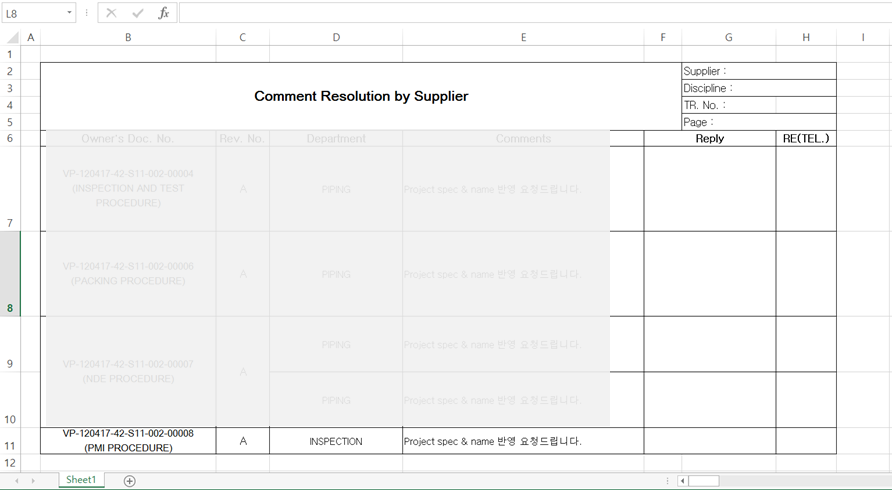 L8
fx
A B C D E F G H I
1
2
Supplier :
3
Comment Resolution by Supplier
Discipline :
4
TR. No. :
5
Page :
6
Owner's Doc. No. Rev. No. Department Comments Reply RE(TEL.)
7
VP-120417-42-S11-002-00004
(INSPECTION AND TEST
PROCEDURE)
A PIPING Project spec & name 반영 요청드립니다.
8
VP-120417-42-S11-002-00006
(PACKING PROCEDURE)
A PIPING Project spec & name 반영 요청드립니다.
9
VP-120417-42-S11-002-00007
(NDE PROCEDURE)
A
PIPING Project spec & name 반영 요청드립니다.
10
PIPING Project spec & name 반영 요청드립니다.
11
VP-120417-42-S11-002-00008
(PMI PROCEDURE)
A INSPECTION Project spec & name 반영 요청드립니다.
12
Sheet1